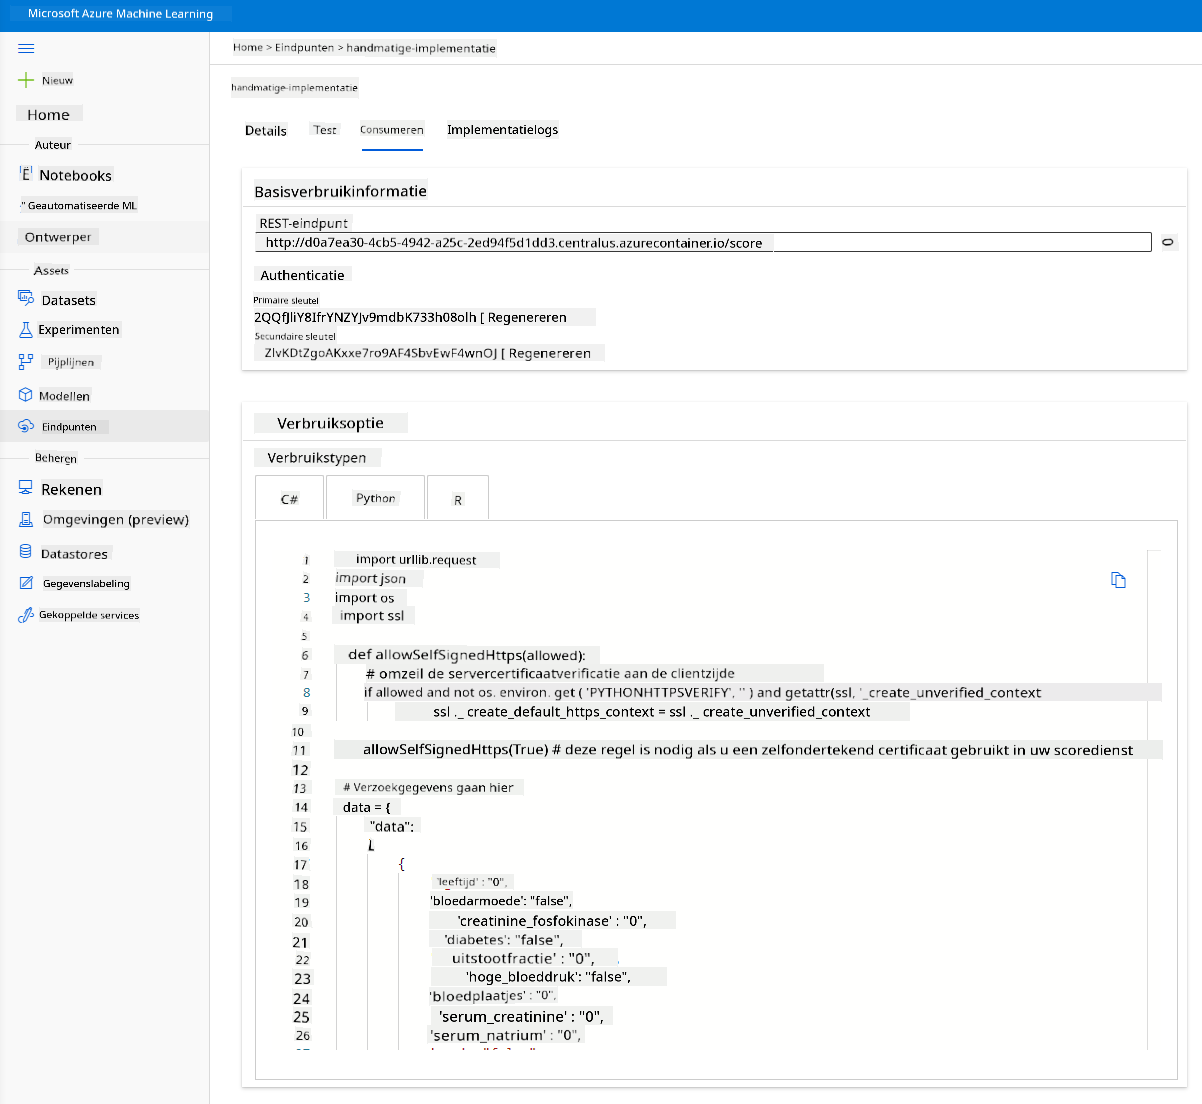 Microsoft Azure Machine Learning
Home > Eindpunten > handmatige-implementatie
Nieuw
Home
Auteur
Notebooks
Geautomatiseerde ML
Ontwerper
Assets
Datasets
Experimenten
Pijplijnen
Modellen
Eindpunten
Beheren
Rekenen
Omgevingen (preview)
Datastores
Gegevenslabeling
Gekoppelde services
handmatige-implementatie
Details Test Consumeren Implementatielogs
Basisverbruikinformatie
REST-eindpunt
http://d0a7ea30-4cb5-4942-a25c-2ed94f5d1dd3.centralus.azurecontainer.io/score
Authenticatie
Primaire sleutel
2QQfJliY8IfrYNZYJv9mdbK733h08olh [ Regenereren
Secundaire sleutel
ZlvKDtZgoAKxxe7ro9AF4SbvEwF4wnOJ [ Regenereren
Verbruiksoptie
Verbruikstypen
C# Python R
1 import urllib.request
2 import json
3 import os
4 import ssl
5
6 def allowSelfSignedHttps(allowed):
7 # omzeil de servercertificaatverificatie aan de clientzijde
8 if allowed and not os. environ. get ( 'PYTHONHTTPSVERIFY', '' ) and getattr(ssl, '_create_unverified_context
9 ssl ._ create_default_https_context = ssl ._ create_unverified_context
10
11 allowSelfSignedHttps(True) # deze regel is nodig als u een zelfondertekend certificaat gebruikt in uw scoredienst
12
13 # Verzoekgegevens gaan hier
14 data = {
15 "data":
16 [
17 {
18 'leeftijd' : "0",
19 'bloedarmoede': "false",
20 'creatinine_fosfokinase' : "0",
21 'diabetes': "false",
22 uitstootfractie' : "0",
23 'hoge_bloeddruk': "false",
24 'bloedplaatjes' : "0",
25 'serum_creatinine' : "0",
26 'serum_natrium' : "0",